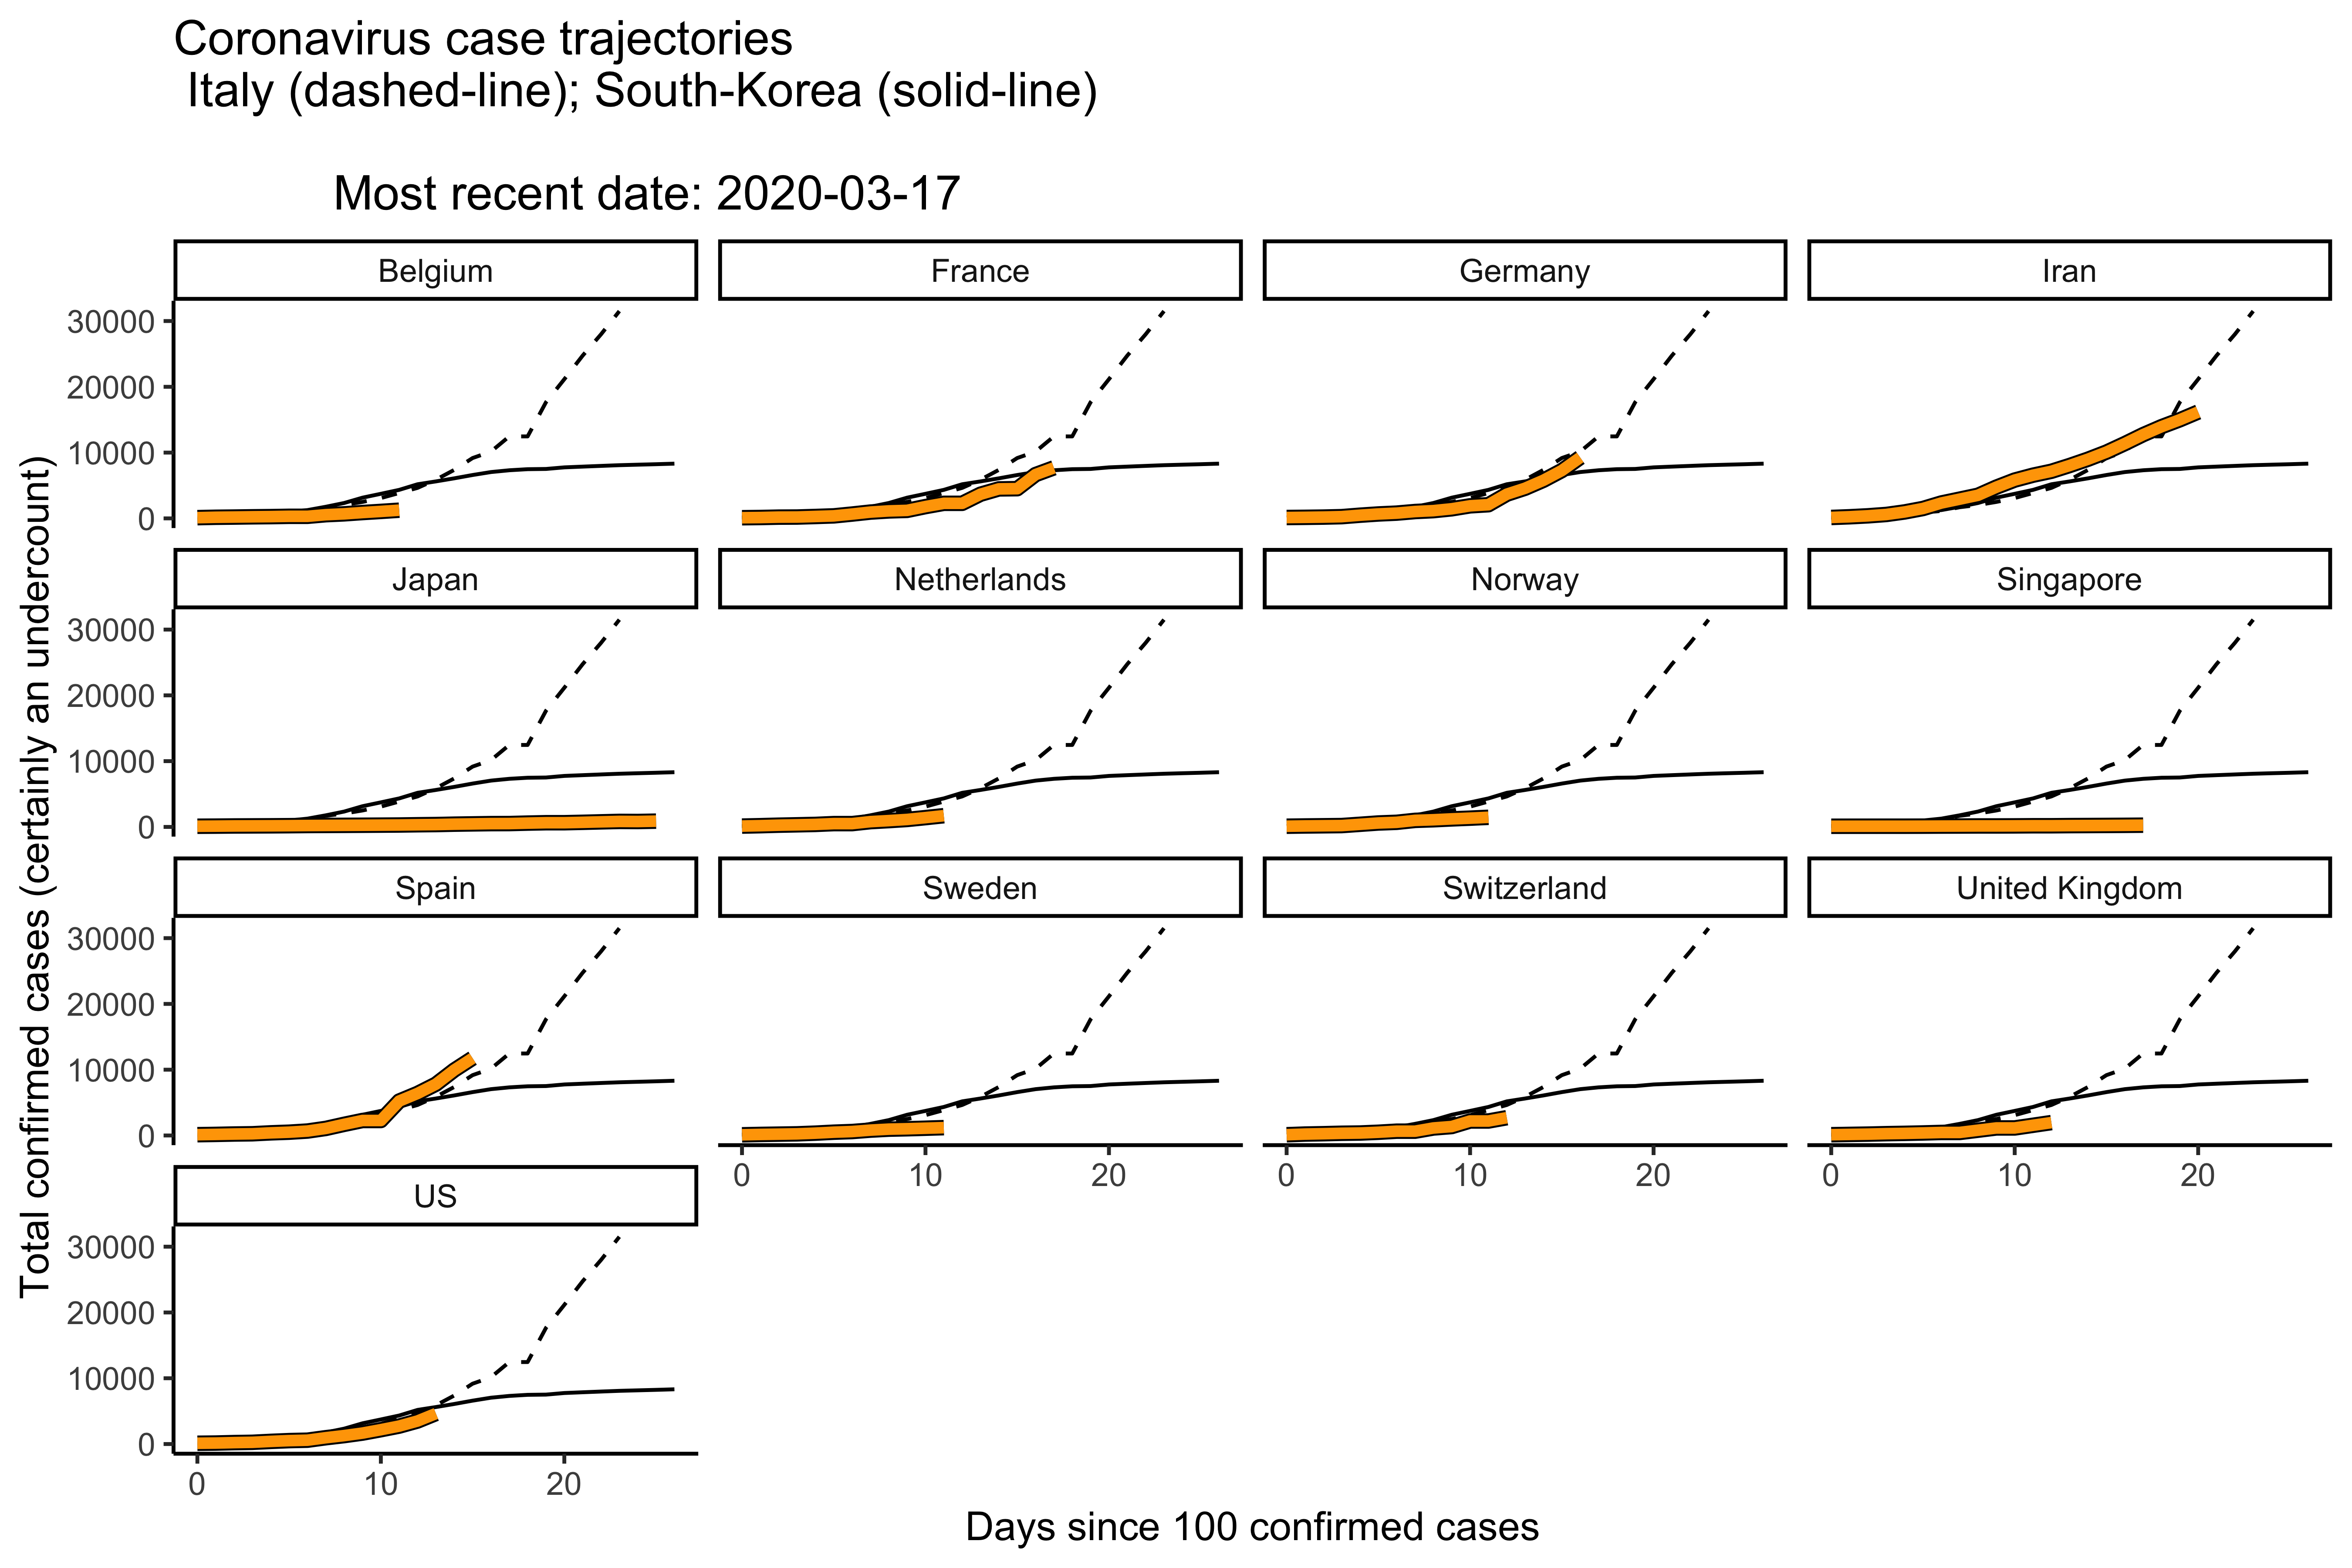 Coronavirus case trajectories
Italy (dashed-line); South-Korea (solid-line)
Most recent date: 2020-03-17
Total confirmed cases (certainly an undercount)
Belgium
France
Germany
Iran
30000
20000
10000
0
Japan
Netherlands
Norway
Singapore
30000
20000
10000
0
Spain
Sweden
Switzerland
United Kingdom
30000
20000
10000
0
0 10 20
0 10 20
0 10 20
US
30000
20000
10000
0
0 10 20
Days since 100 confirmed cases